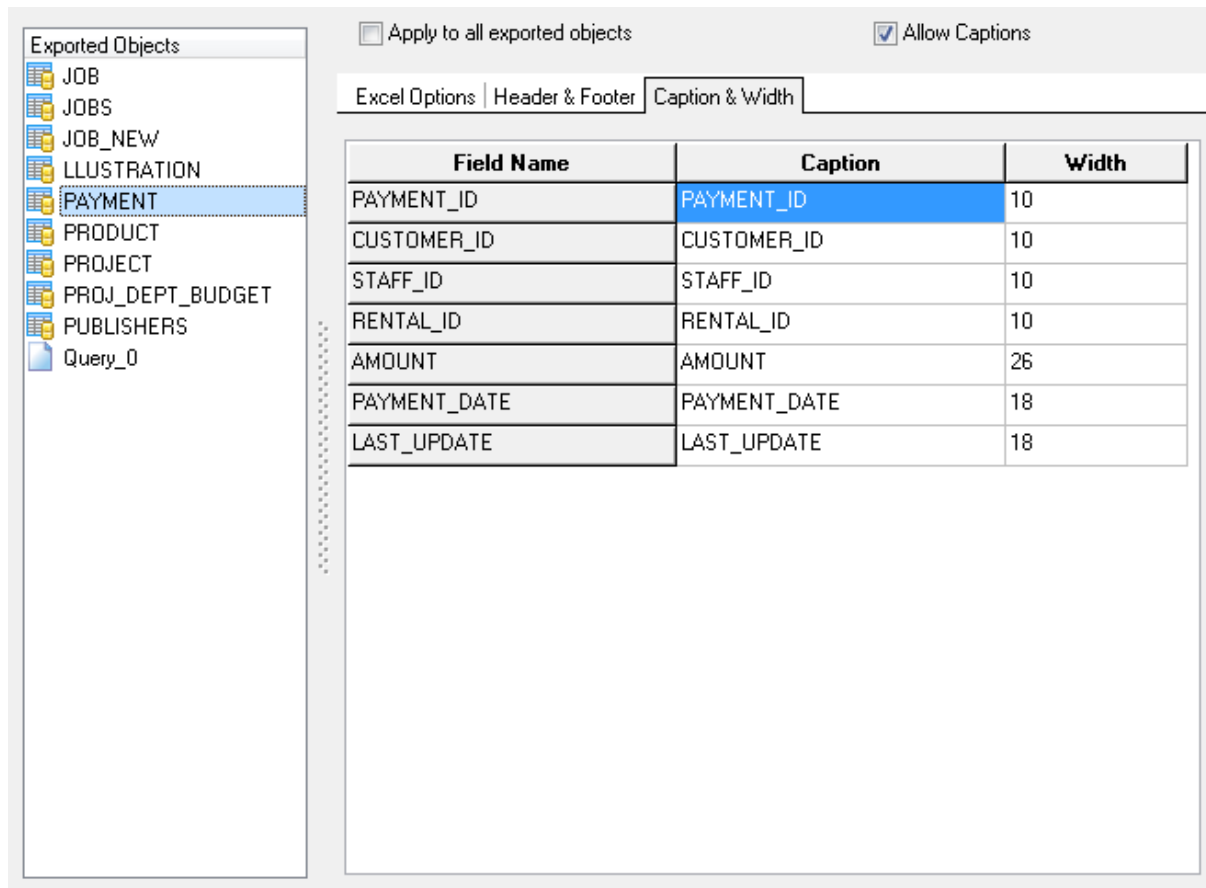 Apply to all exported objects Allow Captions
Exported Objects
JOB
JOBS
JOB_NEW
LLUSTRATION
PAYMENT
PRODUCT
PROJECT
PROJ_DEPT_BUDGET
PUBLISHERS
Query_0
Excel Options Header & Footer Caption & Width
Field Name Caption Width
PAYMENT_ID PAYMENT_ID 10
CUSTOMER_ID CUSTOMER_ID 10
STAFF_ID STAFF_ID 10
RENTAL_ID RENTAL_ID 10
AMOUNT AMOUNT 26
PAYMENT_DATE PAYMENT_DATE 18
LAST_UPDATE LAST_UPDATE 18